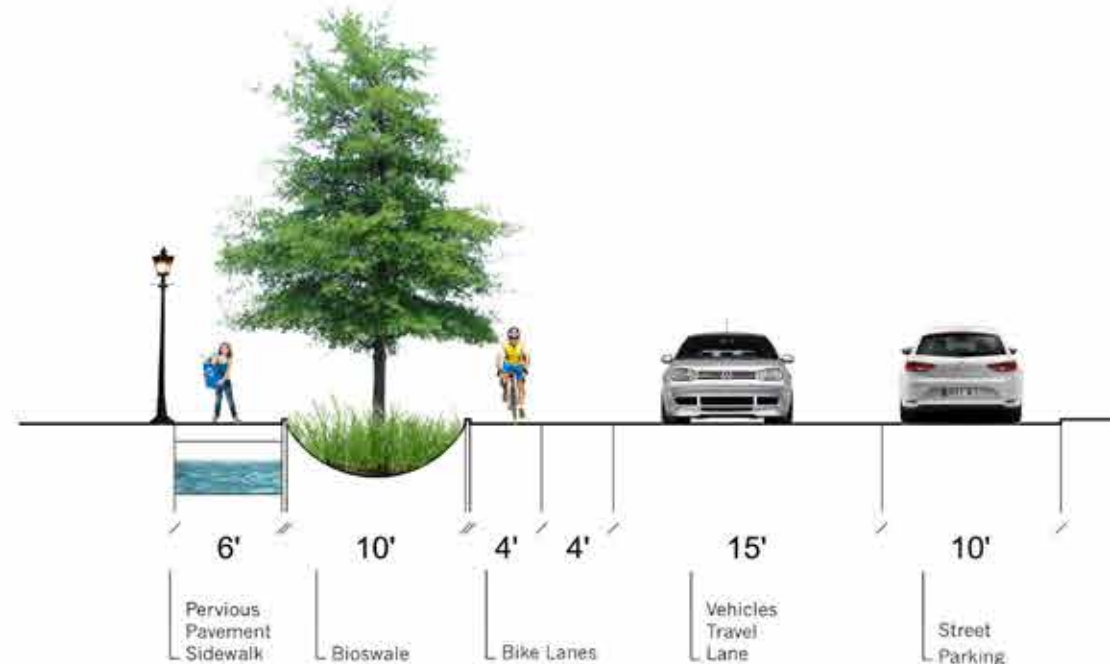 6' 10' 4' 4' 15' 10'
Pervious
Pavement
Sidewalk
Bioswale
Bike Lanes
Vehicles
Travel
Lane
Street
Parking